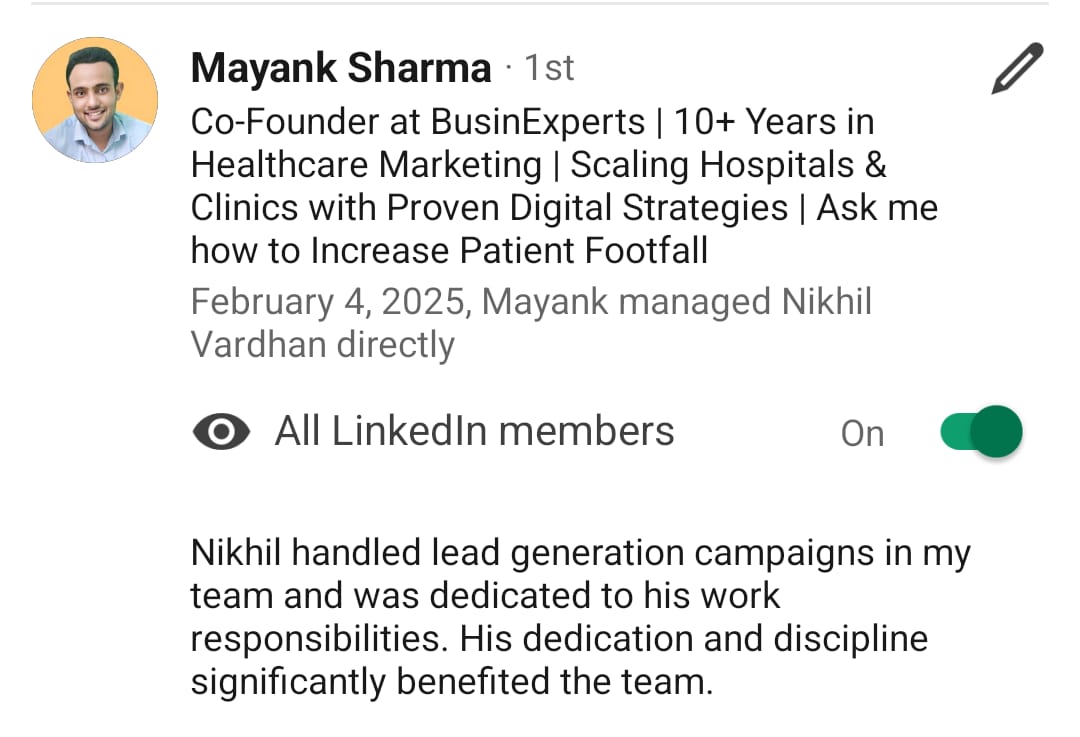 Mayank Sharma · 1st
Co-Founder at BusinExperts | 10+ Years in
Healthcare Marketing | Scaling Hospitals &
Clinics with Proven Digital Strategies | Ask me
how to Increase Patient Footfall
February 4, 2025, Mayank managed Nikhil
Vardhan directly
All LinkedIn members On
Nikhil handled lead generation campaigns in my
team and was dedicated to his work
responsibilities. His dedication and discipline
significantly benefited the team.